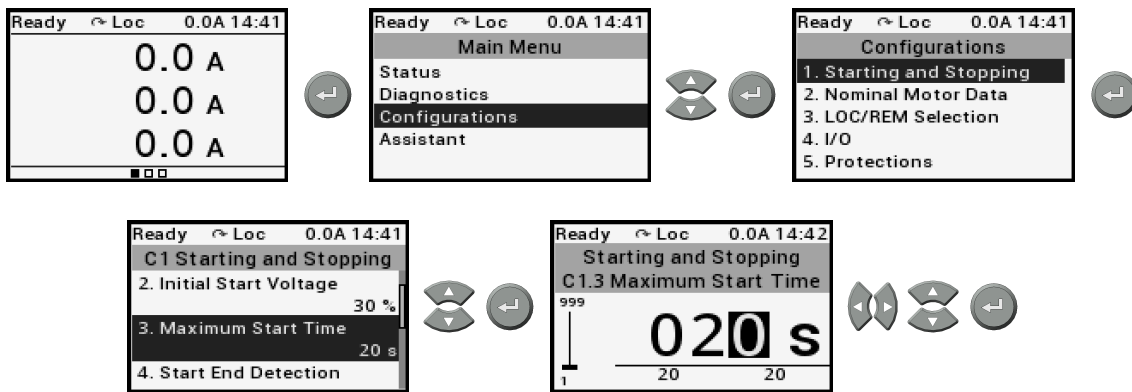 Ready Loc 0.0A 14:41
0.0 A
0.0 A
0.0 A
Ready Loc 0.0A 14:41
Main Menu
Status
Diagnostics
Configurations
Assistant
Ready Loc 0.0A 14:41
Configurations
1. Starting and Stopping
2. Nominal Motor Data
3. LOC/REM Selection
4. I/O
5. Protections
Ready Loc 0.0A 14:41
C1 Starting and Stopping
2. Initial Start Voltage
30 %
3. Maximum Start Time
20 s
4. Start End Detection
Ready Loc 0.0A 14:42
Starting and Stopping
C1.3 Maximum Start Time
999
020 s
1 20 20